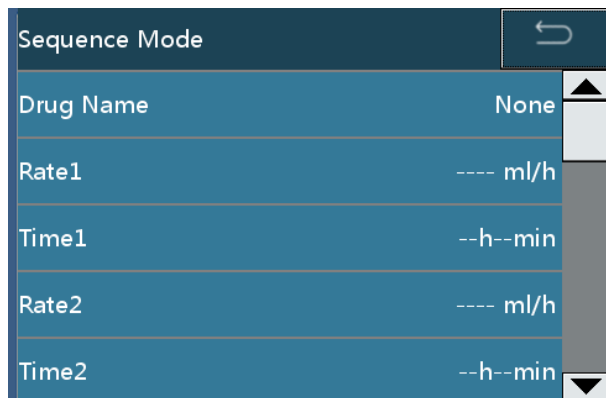 Sequence Mode
Drug Name None
Rate1 ---- ml/h
Time1 --h--min
Rate2 ---- ml/h
Time2 --h--min